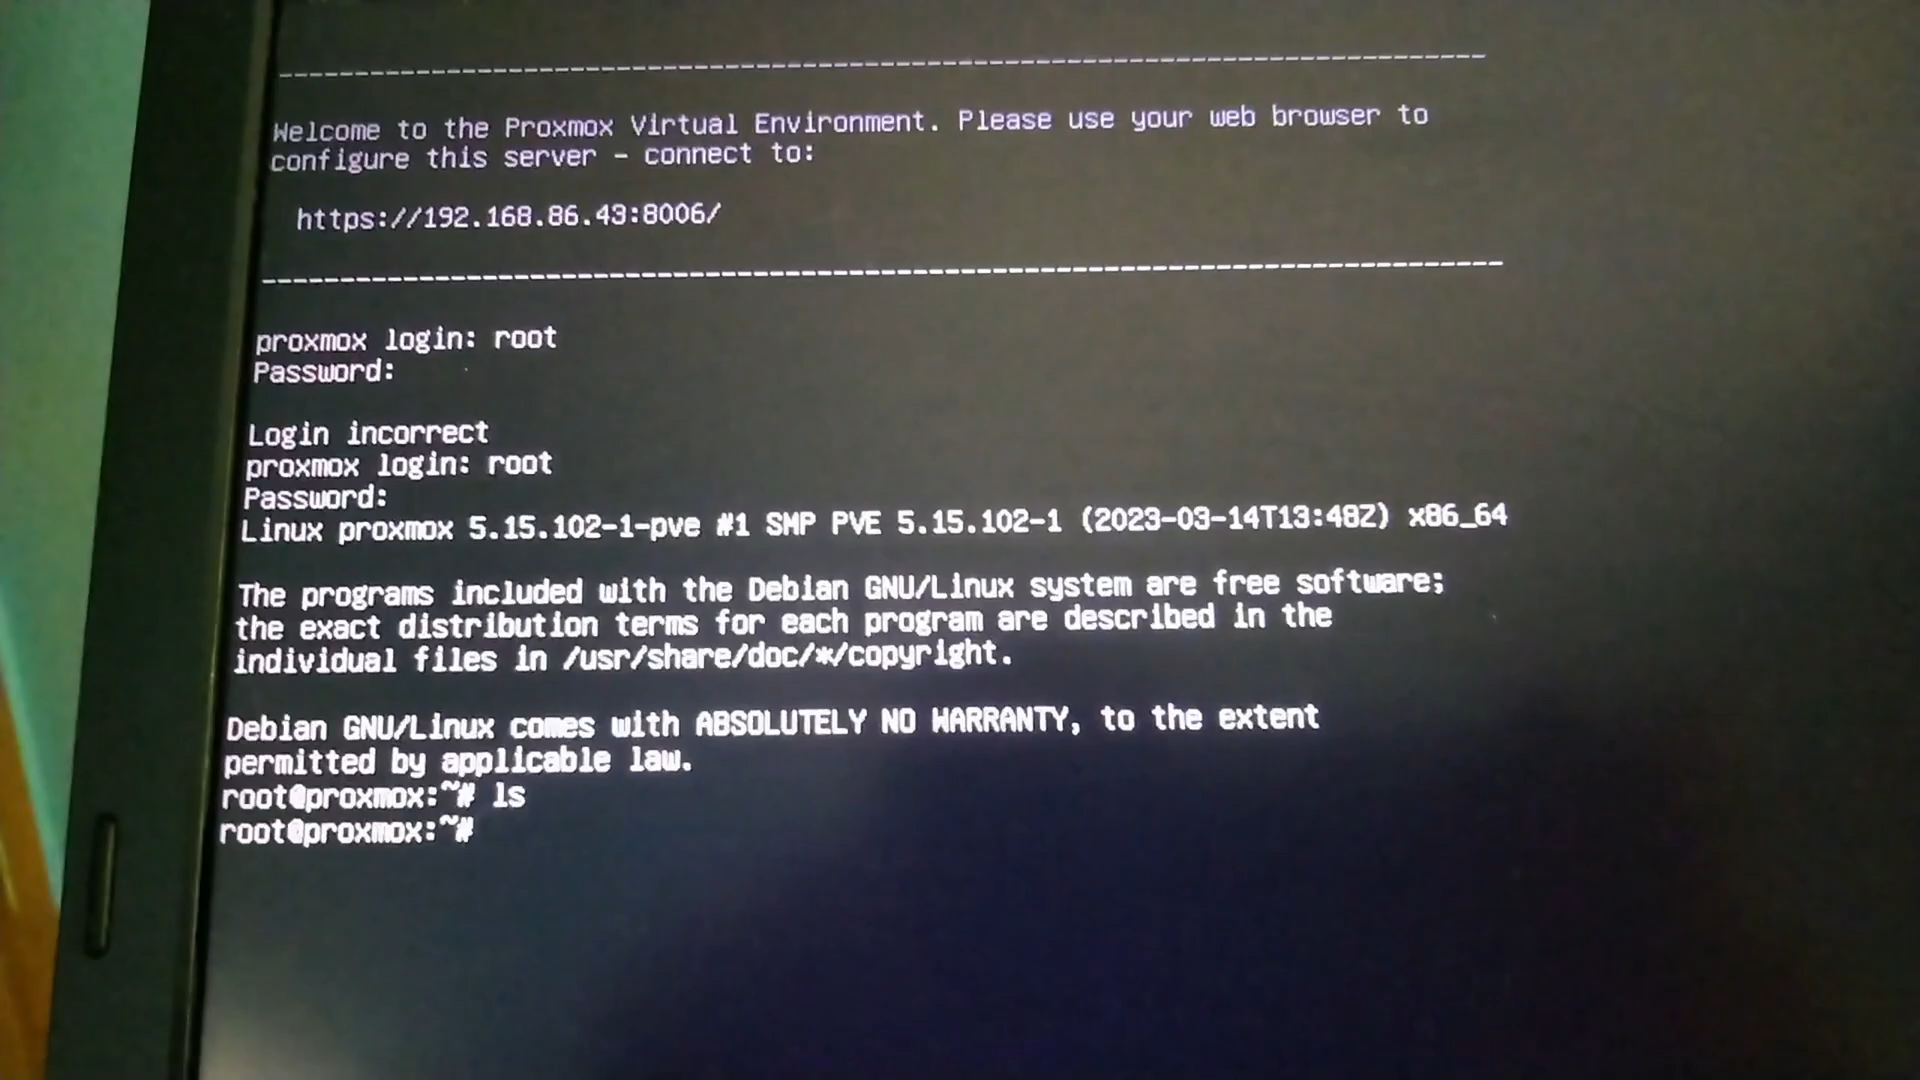 --------------------------------------------------------------------------------
Welcome to the Proxmox Virtual Environment. Please use your web browser to
configure this server - connect to:
https://192.168.86.43:8006/
--------------------------------------------------------------------------------
proxmox login: root
Password:
Login incorrect
proxmox login: root
Password:
Linux proxmox 5.15.102-1-pve #1 SMP PVE 5.15.102-1 (2023-03-14T13:48Z) x86_64
The programs included with the Debian GNU/Linux system are free software;
the exact distribution terms for each program are described in the
individual files in /usr/share/doc/*/copyright.
Debian GNU/Linux comes with ABSOLUTELY NO WARRANTY, to the extent
permitted by applicable law.
root@proxmox:~# ls
root@proxmox:~#